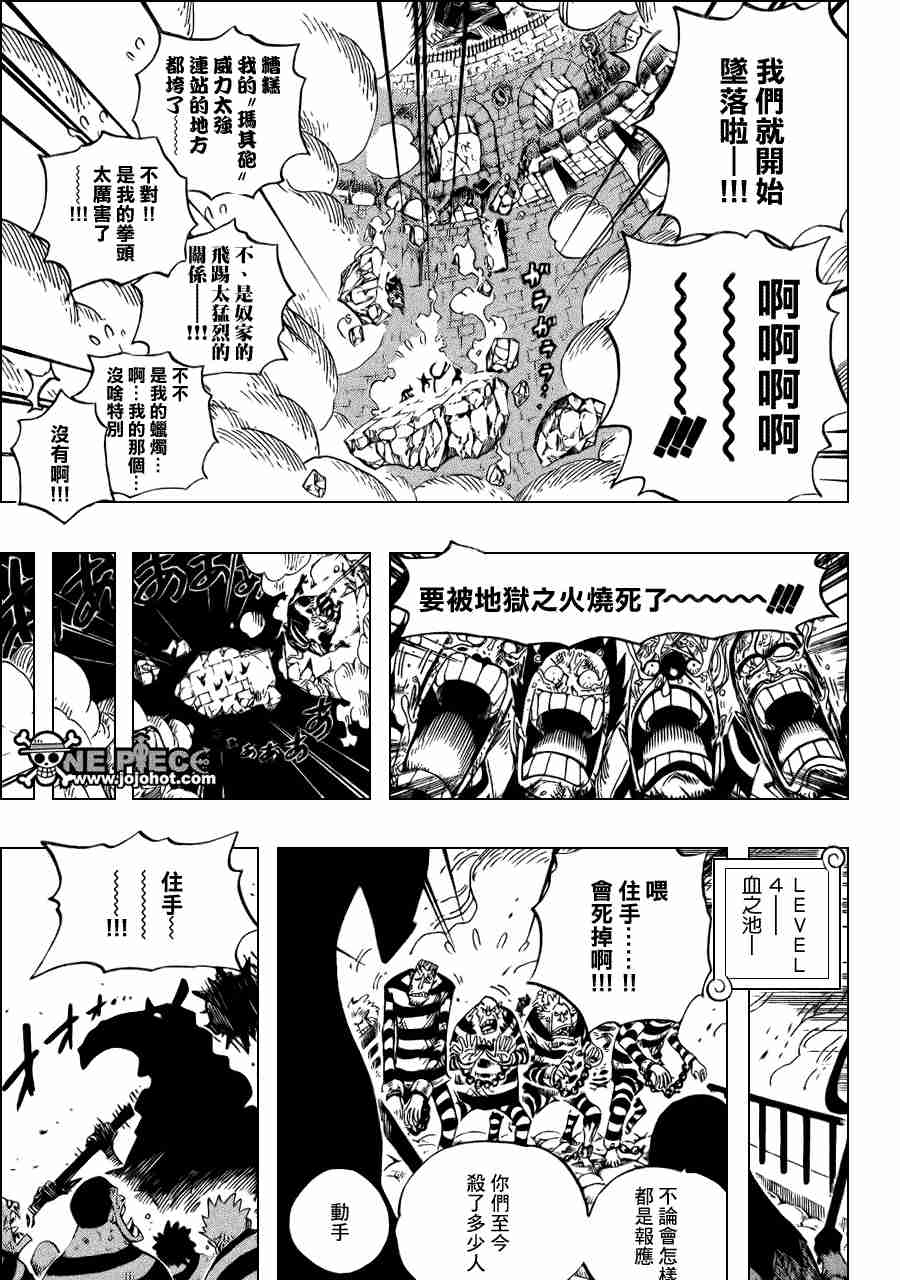 我們就開始
墜落啦——!!!
啊啊啊啊
〜〜〜!!!
糟糕
我的“瑪其砲”
威力太強
連站的地方
都垮了〜〜
不對!!
是我的拳頭
太厲害了
〜〜!!!
不、是奴家的
飛踢太猛烈的
關係——!!!
不不
是我的蠟燭…
啊…我的那個…
沒啥特別
沒有啊!!!
ガラガラ
要被地獄之火燒死了〜〜〜!!!
ああああ
ONE PIECE
www.jojohot.com
LEVEL
4——
血之池—
喂
住手……!!
會死掉啊!!!
不論會怎樣
都是報應
你們至今
殺了多少人
動手
住手
〜〜
〜〜!!!